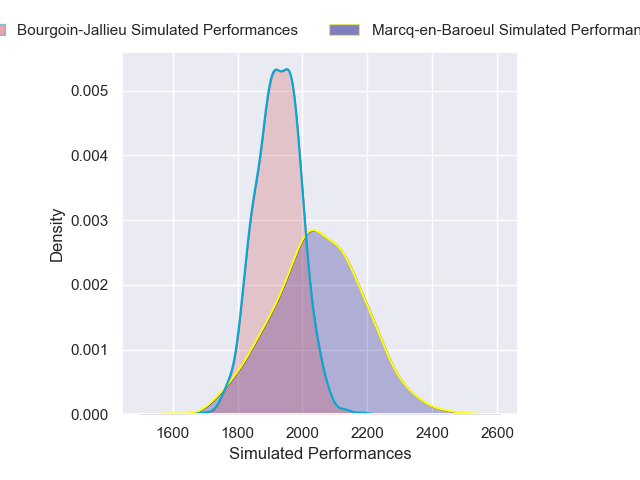 Bourgoin-Jallieu Simulated Performances
Marcq-en-Baroeul Simulated
Density
0.005
0.004
0.003
0.002
0.001
0.000
1600 1800 2000 2200 2400 2600
Simulated Performances